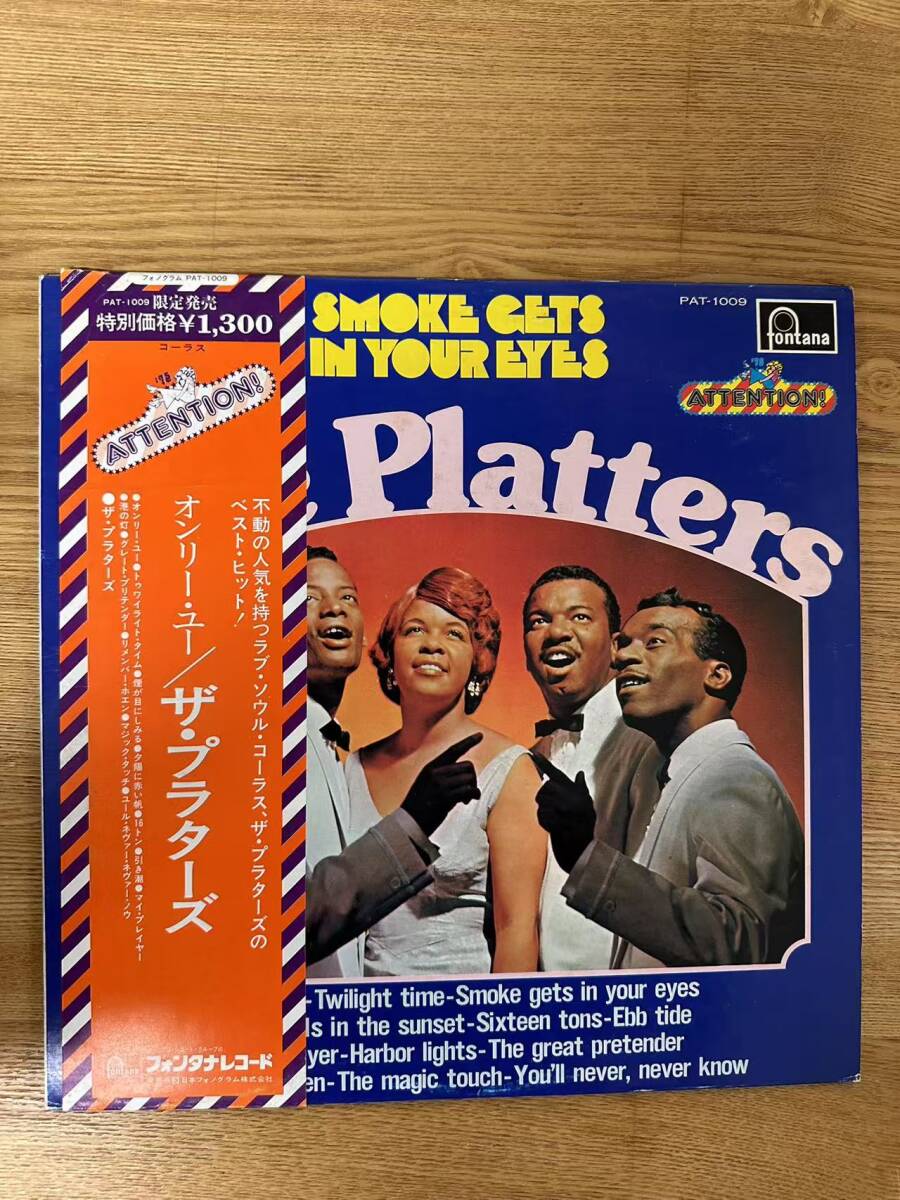 フォノグラム PAT-1009
PAT-1009 限定発売
特別価格¥1,300
コーラス
'78
ATTENTION!
不動の人気を持つラブ・ソウル・コーラス、ザ・プラターズの
ベスト・ヒット!
オンリー・ユー/ザ・プラターズ
●オンリー・ユー●トゥワイライト・タイム●煙が目にしみる●夕陽に赤い帆●16トン●引き潮●マイ・プレイヤー
●港の灯●グレート・プリテンダー●リメンバー・ホエン●マジック・タッチ●ユール・ネヴァー・ネヴァー・ノウ
●ザ・プラターズ
fontana
フォンタナレコード
日本フォノグラム株式会社
SMOKE GETS
IN YOUR EYES
PAT-1009
fontana
'78
ATTENTION!
Platters
-Twilight time-Smoke gets in your eyes
ls in the sunset-Sixteen tons-Ebb tide
yer-Harbor lights-The great pretender
en-The magic touch-You'll never, never know